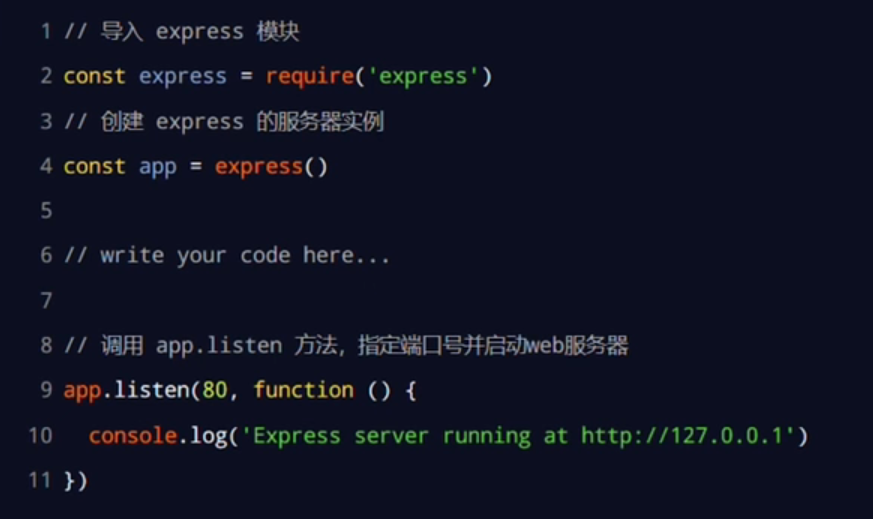 1 // 导入 express 模块
2 const express = require('express')
3 // 创建 express 的服务器实例
4 const app = express()
5
6 // write your code here...
7
8 // 调用 app.listen 方法，指定端口号并启动web服务器
9 app.listen(80, function () {
10   console.log('Express server running at http://127.0.0.1')
11 })